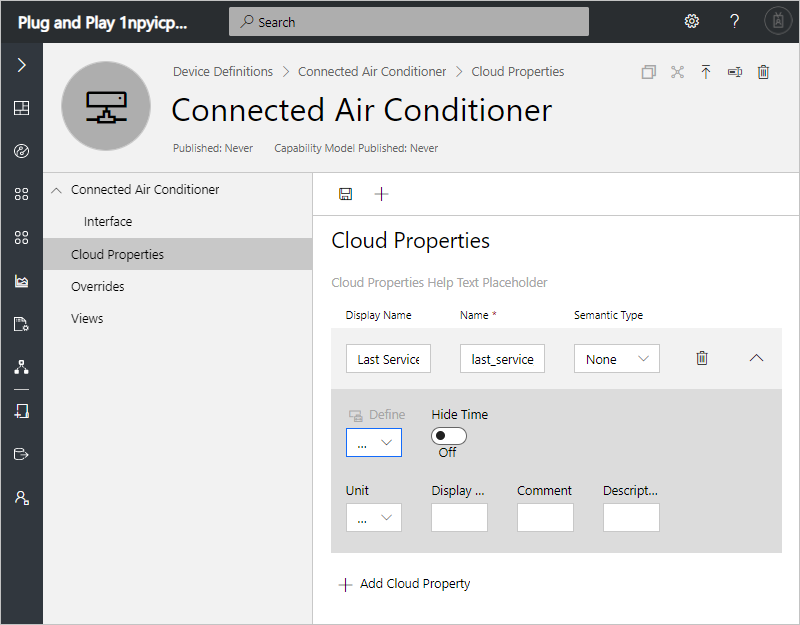 Plug and Play 1npyicp...
Search
?
Device Definitions > Connected Air Conditioner > Cloud Properties
Connected Air Conditioner
Published: Never Capability Model Published: Never
Connected Air Conditioner
Interface
Cloud Properties
Overrides
Views
Cloud Properties
Cloud Properties Help Text Placeholder
Display Name Name * Semantic Type
Last Service last_service None
Define Hide Time
...
Off
Unit Display ... Comment Descript...
...
Add Cloud Property